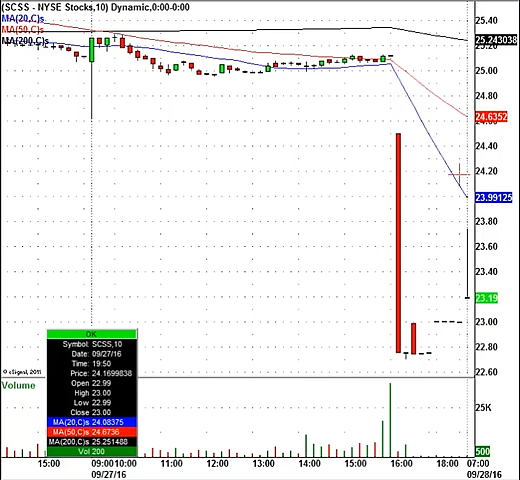 (SCSS - NYSE Stocks,10) Dynamic,0:00-0:00
MA(20,C)s
MA(50,C)s
MA(200,C)s
25.40
25.243038
25.20
25.00
24.80
24.6352
24.60
24.40
24.20
24.00
23.99125
23.80
23.60
23.40
23.19
23.00
22.80
22.60
© eSignal, 2011
OK
Symbol: SCSS,10
Date: 09/27/16
Time: 19:50
Price: 24.1699838
Open 22.99
High 23.00
Low 22.99
Close 23.00
MA(20,C)s 24.08375
MA(50,C)s 24.6736
MA(200,C)s 25.251488
Vol 200
Volume
25K
500
15:00 9:00 10:00 11:00 12:00 13:00 14:00 15:00 16:00 18:00 07:00
09/27/16 09/28/16